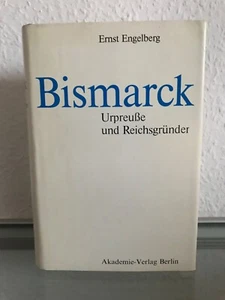 Ernst Engelberg
Bismarck
Urpreuße
und Reichsgründer
Akademie-Verlag Berlin